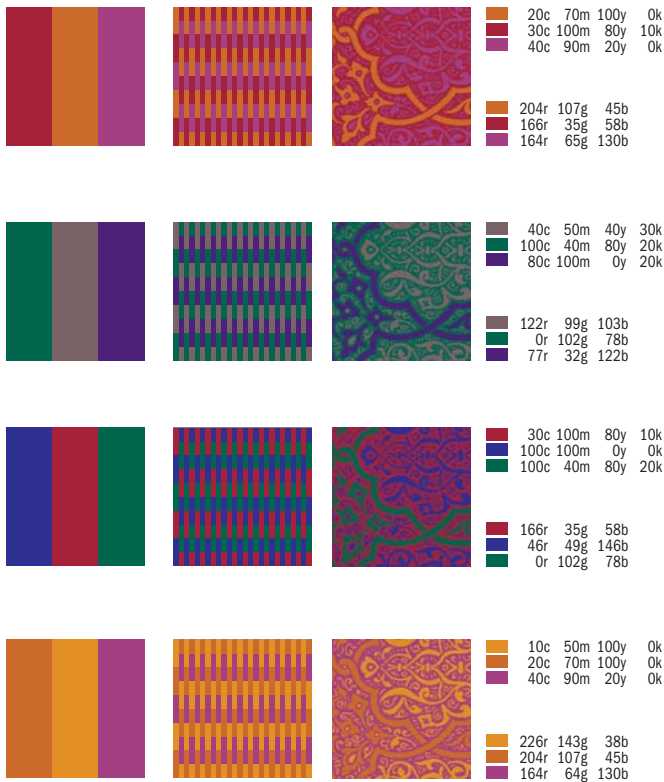 20c 70m 100y 0k
30c 100m 80y 10k
40c 90m 20y 0k
204r 107g 45b
166r 35g 58b
164r 65g 130b
40c 50m 40y 30k
100c 40m 80y 20k
80c 100m 0y 20k
122r 99g 103b
0r 102g 78b
77r 32g 122b
30c 100m 80y 10k
100c 100m 0y 0k
100c 40m 80y 20k
166r 35g 58b
46r 49g 146b
0r 102g 78b
10c 50m 100y 0k
20c 70m 100y 0k
40c 90m 20y 0k
226r 143g 38b
204r 107g 45b
164r 64g 130b